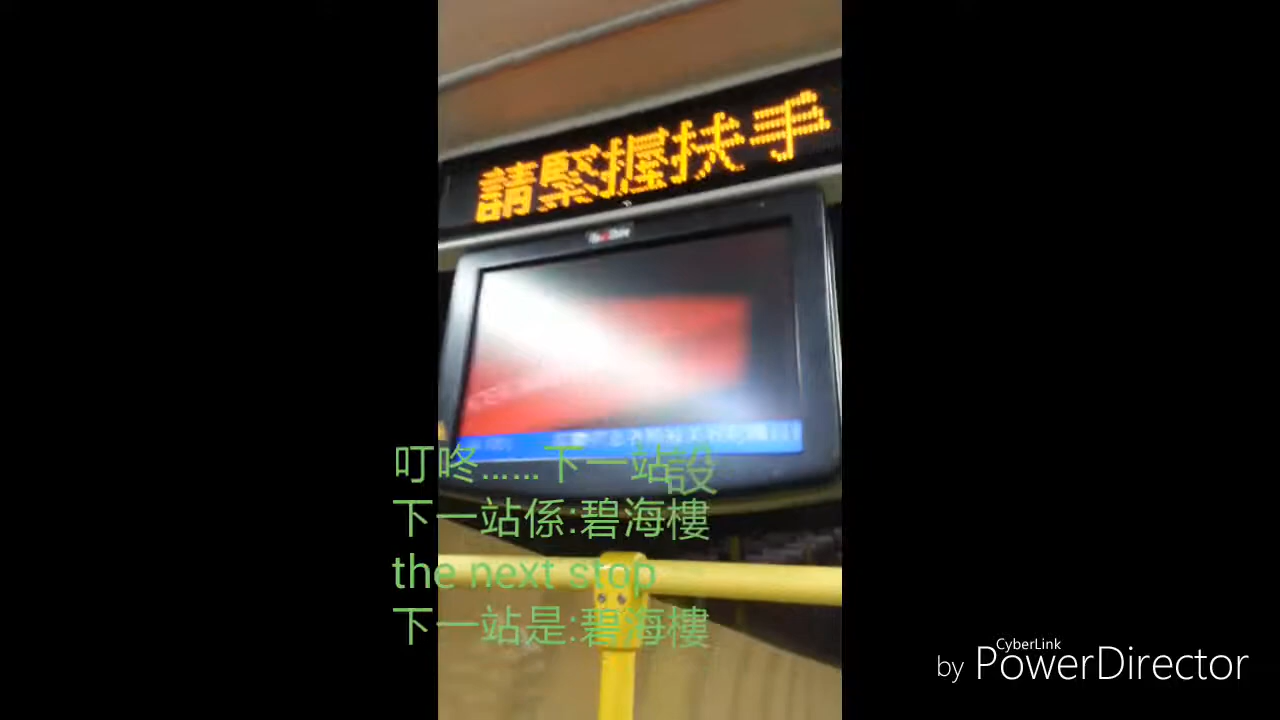 請緊握扶手
叮咚......下一站設
下一站係:碧海樓
the next stop
下一站是:碧海樓
CyberLink
by PowerDirector